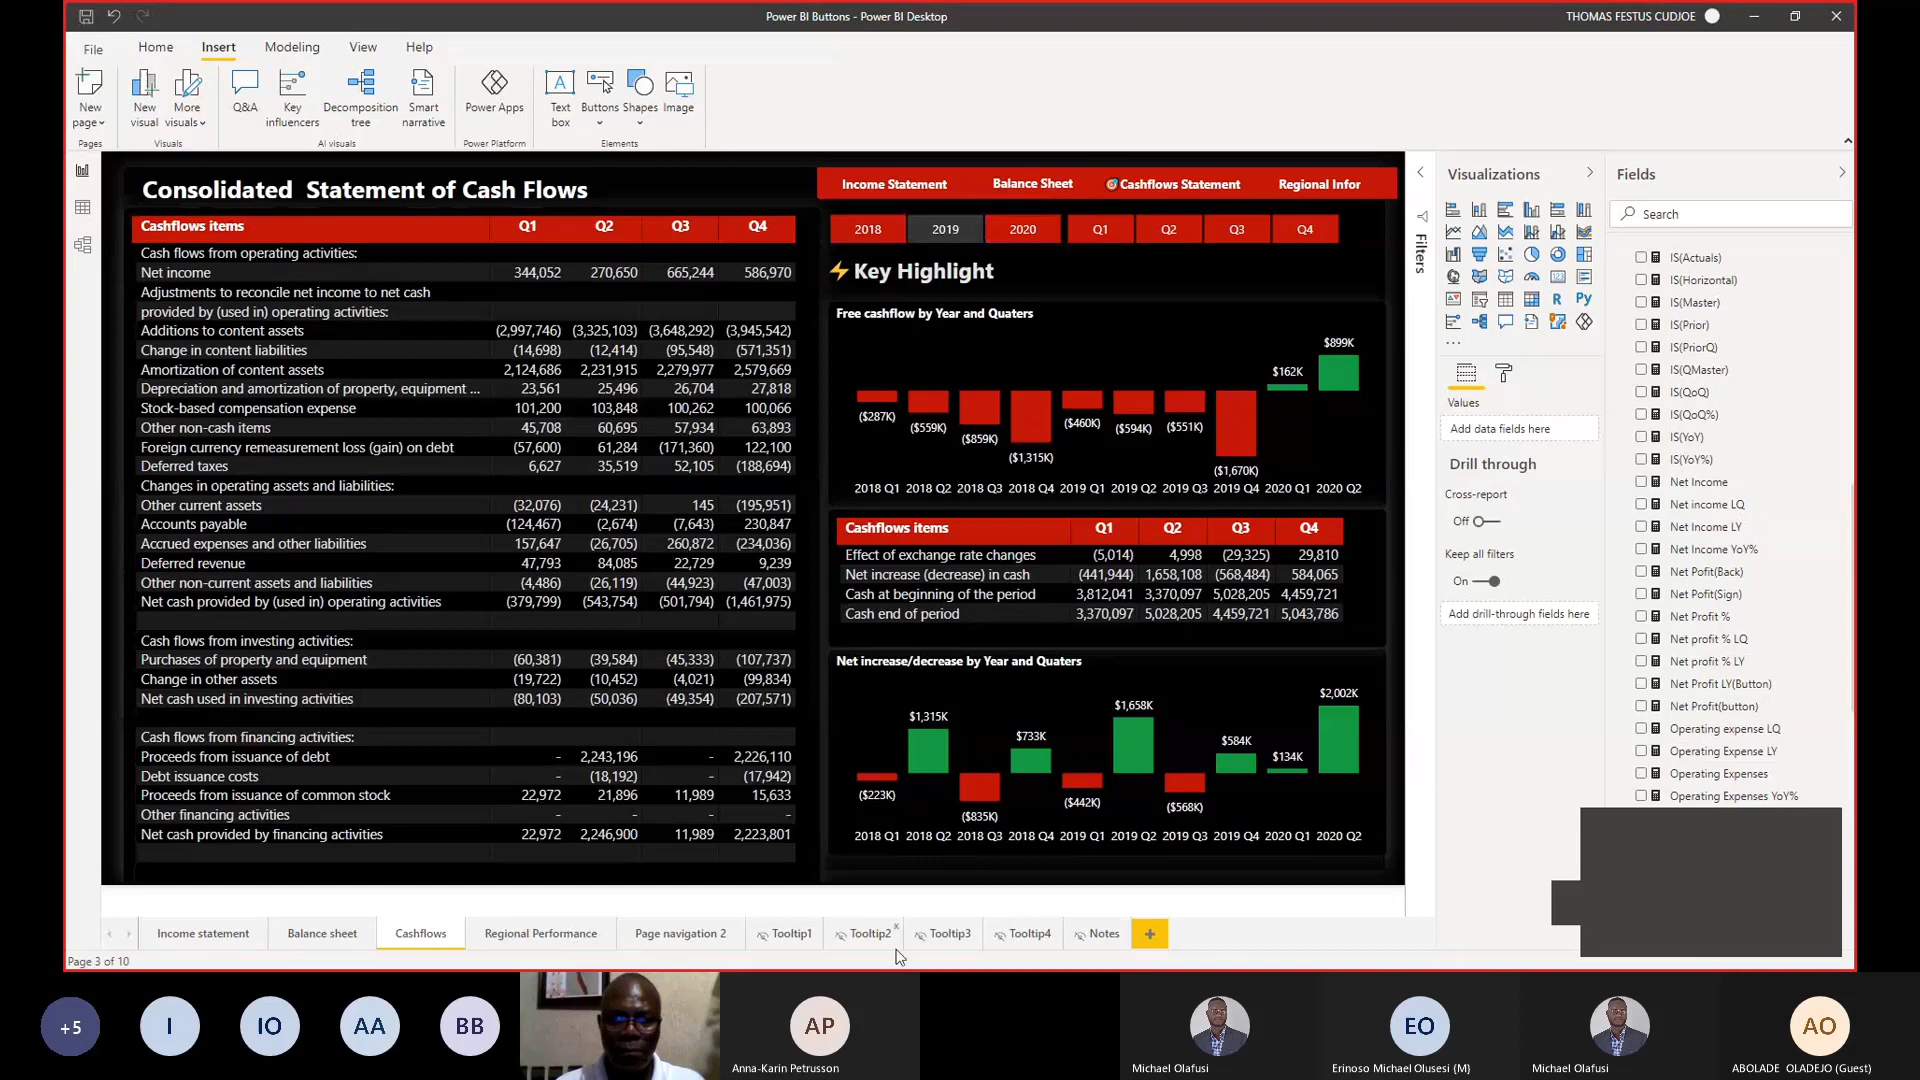 Power BI Buttons - Power BI Desktop
THOMAS FESTUS CUDJOE
File
Home
Insert
Modeling
View
Help
New page
New visual
More visuals
Q&A
Key influencers
Decomposition tree
Smart narrative
Power Apps
Text box
Buttons
Shapes
Image
Pages
Visuals
AI visuals
Power Platform
Elements
Consolidated Statement of Cash Flows
Cashflows items Q1 Q2 Q3 Q4
Cash flows from operating activities:
Net income 344,052 270,650 665,244 586,970
Adjustments to reconcile net income to net cash
provided by (used in) operating activities:
Additions to content assets (2,997,746) (3,325,103) (3,648,292) (3,945,542)
Change in content liabilities (14,698) (12,414) (95,548) (571,351)
Amortization of content assets 2,124,686 2,231,915 2,279,977 2,579,669
Depreciation and amortization of property, equipment ... 23,561 25,496 26,704 27,818
Stock-based compensation expense 101,200 103,848 100,262 100,066
Other non-cash items 45,708 60,695 57,934 63,893
Foreign currency remeasurement loss (gain) on debt (57,600) 61,284 (171,360) 122,100
Deferred taxes 6,627 35,519 52,105 (188,694)
Changes in operating assets and liabilities:
Other current assets (32,076) (24,231) 145 (195,951)
Accounts payable (124,467) (2,674) (7,643) 230,847
Accrued expenses and other liabilities 157,647 (26,705) 260,872 (234,036)
Deferred revenue 47,793 84,085 22,729 9,239
Other non-current assets and liabilities (4,486) (26,119) (44,923) (47,003)
Net cash provided by (used in) operating activities (379,799) (543,754) (501,794) (1,461,975)
Cash flows from investing activities:
Purchases of property and equipment (60,381) (39,584) (45,333) (107,737)
Change in other assets (19,722) (10,452) (4,021) (99,834)
Net cash used in investing activities (80,103) (50,036) (49,354) (207,571)
Cash flows from financing activities:
Proceeds from issuance of debt - 2,243,196 - 2,226,110
Debt issuance costs - (18,192) - (17,942)
Proceeds from issuance of common stock 22,972 21,896 11,989 15,633
Other financing activities - - - -
Net cash provided by financing activities 22,972 2,246,900 11,989 2,223,801
Income Statement
Balance Sheet
Cashflows Statement
Regional Infor
2018 2019 2020 Q1 Q2 Q3 Q4
Key Highlight
Free cashflow by Year and Quaters
($287K) ($559K) ($859K) ($1,315K) ($460K) ($594K) ($551K) ($1,670K) $162K $899K
2018 Q1 2018 Q2 2018 Q3 2018 Q4 2019 Q1 2019 Q2 2019 Q3 2019 Q4 2020 Q1 2020 Q2
Cashflows items Q1 Q2 Q3 Q4
Effect of exchange rate changes (5,014) 4,998 (29,325) 29,810
Net increase (decrease) in cash (441,944) 1,658,108 (568,484) 584,065
Cash at beginning of the period 3,812,041 3,370,097 5,028,205 4,459,721
Cash end of period 3,370,097 5,028,205 4,459,721 5,043,786
Net increase/decrease by Year and Quaters
($223K) $1,315K ($835K) $733K ($442K) $1,658K ($568K) $584K $134K $2,002K
2018 Q1 2018 Q2 2018 Q3 2018 Q4 2019 Q1 2019 Q2 2019 Q3 2019 Q4 2020 Q1 2020 Q2
Filters
Visualizations
R
Py
...
Values
Add data fields here
Drill through
Cross-report
Off
Keep all filters
On
Add drill-through fields here
Fields
Search
IS(Actuals)
IS(Horizontal)
IS(Master)
IS(Prior)
IS(PriorQ)
IS(QMaster)
IS(QoQ)
IS(QoQ%)
IS(YoY)
IS(YoY%)
Net Income
Net income LQ
Net Income LY
Net Income YoY%
Net Pofit(Back)
Net Pofit(Sign)
Net Profit %
Net profit % LQ
Net profit % LY
Net Profit LY(Button)
Net Profit(button)
Operating expense LQ
Operating Expense LY
Operating Expenses
Operating Expenses YoY%
Income statement
Balance sheet
Cashflows
Regional Performance
Page navigation 2
Tooltip1
Tooltip2
Tooltip3
Tooltip4
Notes
+
Page 3 of 10
+5
I
IO
AA
BB
AP
Anna-Karin Petrusson
Michael Olafusi
EO
Erinoso Michael Olusesi (M)
Michael Olafusi
AO
ABOLADE OLADEJO (Guest)